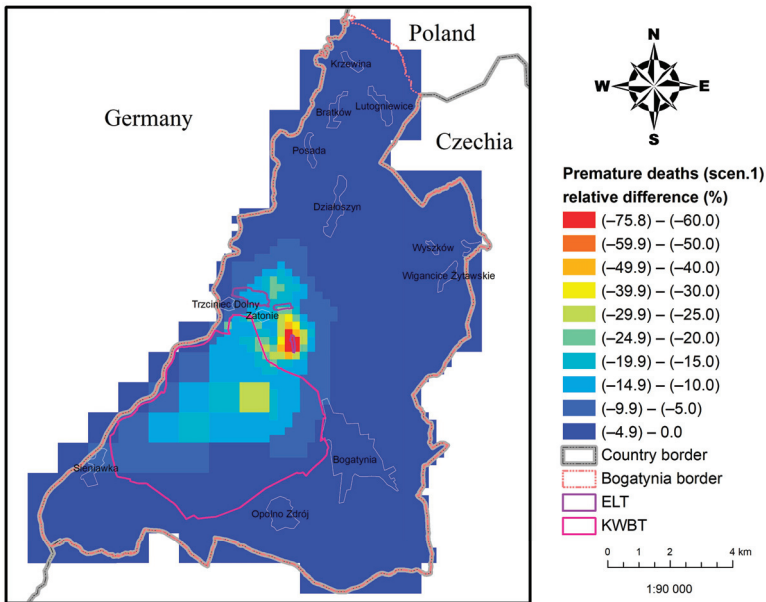 Poland
Krzewina
Lutogniewice
Bratków
Germany
Czechia
Posada
Działoszyn
Wyszków
Wigancice Żytawskie
Trzciniec Dolny
Zatonie
Bogatynia
Sieniawka
Opolno Zdrój
N
W E
S
Premature deaths (scen.1)
relative difference (%)
(–75.8) – (–60.0)
(–59.9) – (–50.0)
(–49.9) – (–40.0)
(–39.9) – (–30.0)
(–29.9) – (–25.0)
(–24.9) – (–20.0)
(–19.9) – (–15.0)
(–14.9) – (–10.0)
(–9.9) – (–5.0)
(–4.9) – 0.0
Country border
Bogatynia border
ELT
KWBT
0 1 2 4 km
1:90 000